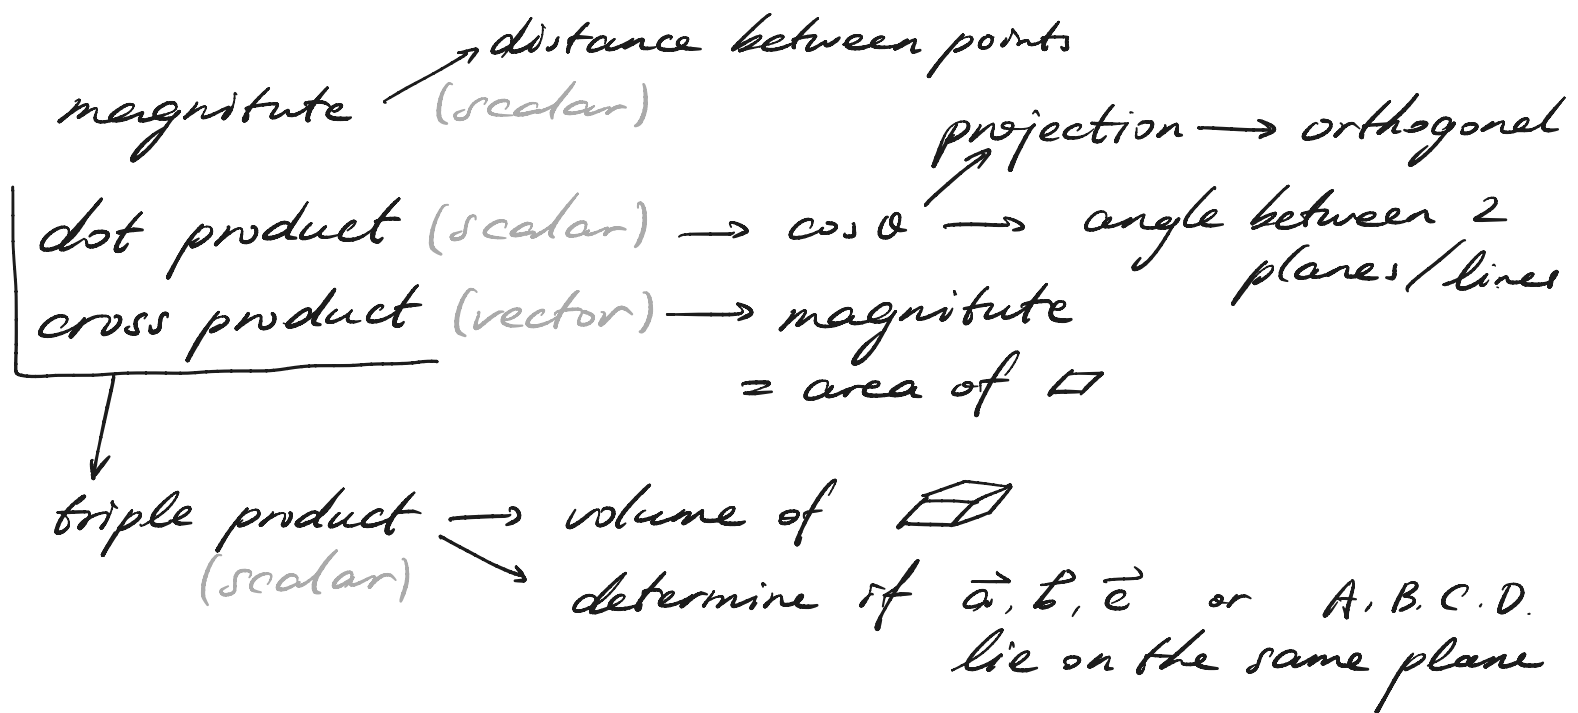 distance between points
magnitute (scalar)
projection → orthogonal
dot product (scalar) → cos θ → angle between 2
planes/lines
cross product (vector) → magnitute
= area of ▱
triple product → volume of
(scalar)
determine if a⃗, b⃗, e⃗ or A, B. C. D.
lie on the same plane